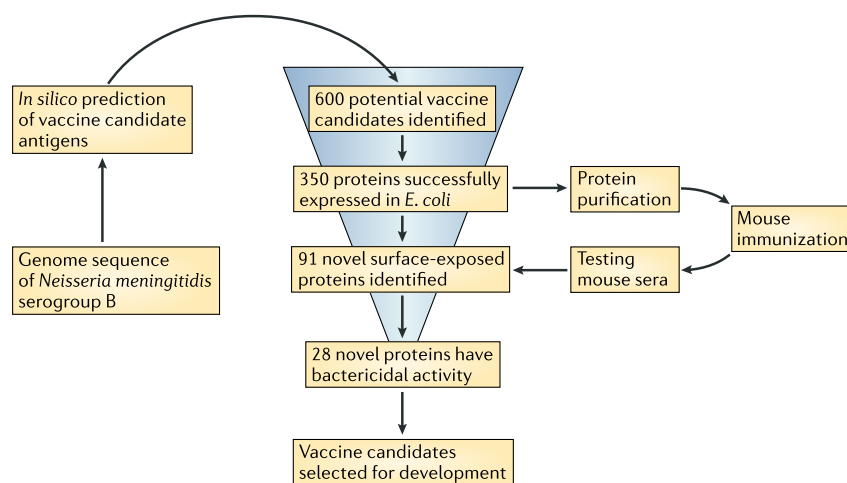 In silico prediction
of vaccine candidate
antigens
Genome sequence
of Neisseria meningitidis
serogroup B
600 potential vaccine
candidates identified
350 proteins successfully
expressed in E. coli
Protein
purification
Mouse
immunization
Testing
mouse sera
91 novel surface-exposed
proteins identified
28 novel proteins have
bactericidal activity
Vaccine candidates
selected for development